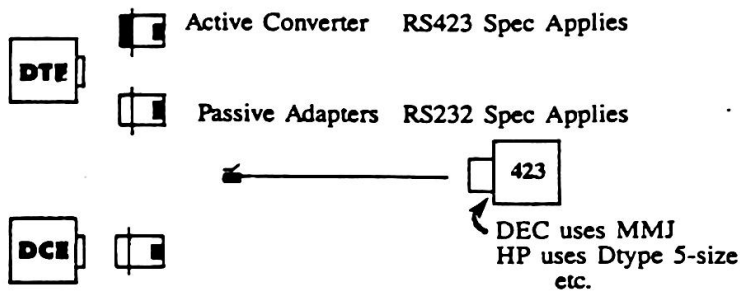 Active Converter RS423 Spec Applies
DTE
Passive Adapters RS232 Spec Applies
423
DCE
DEC uses MMJ
HP uses Dtype 5-size
etc.